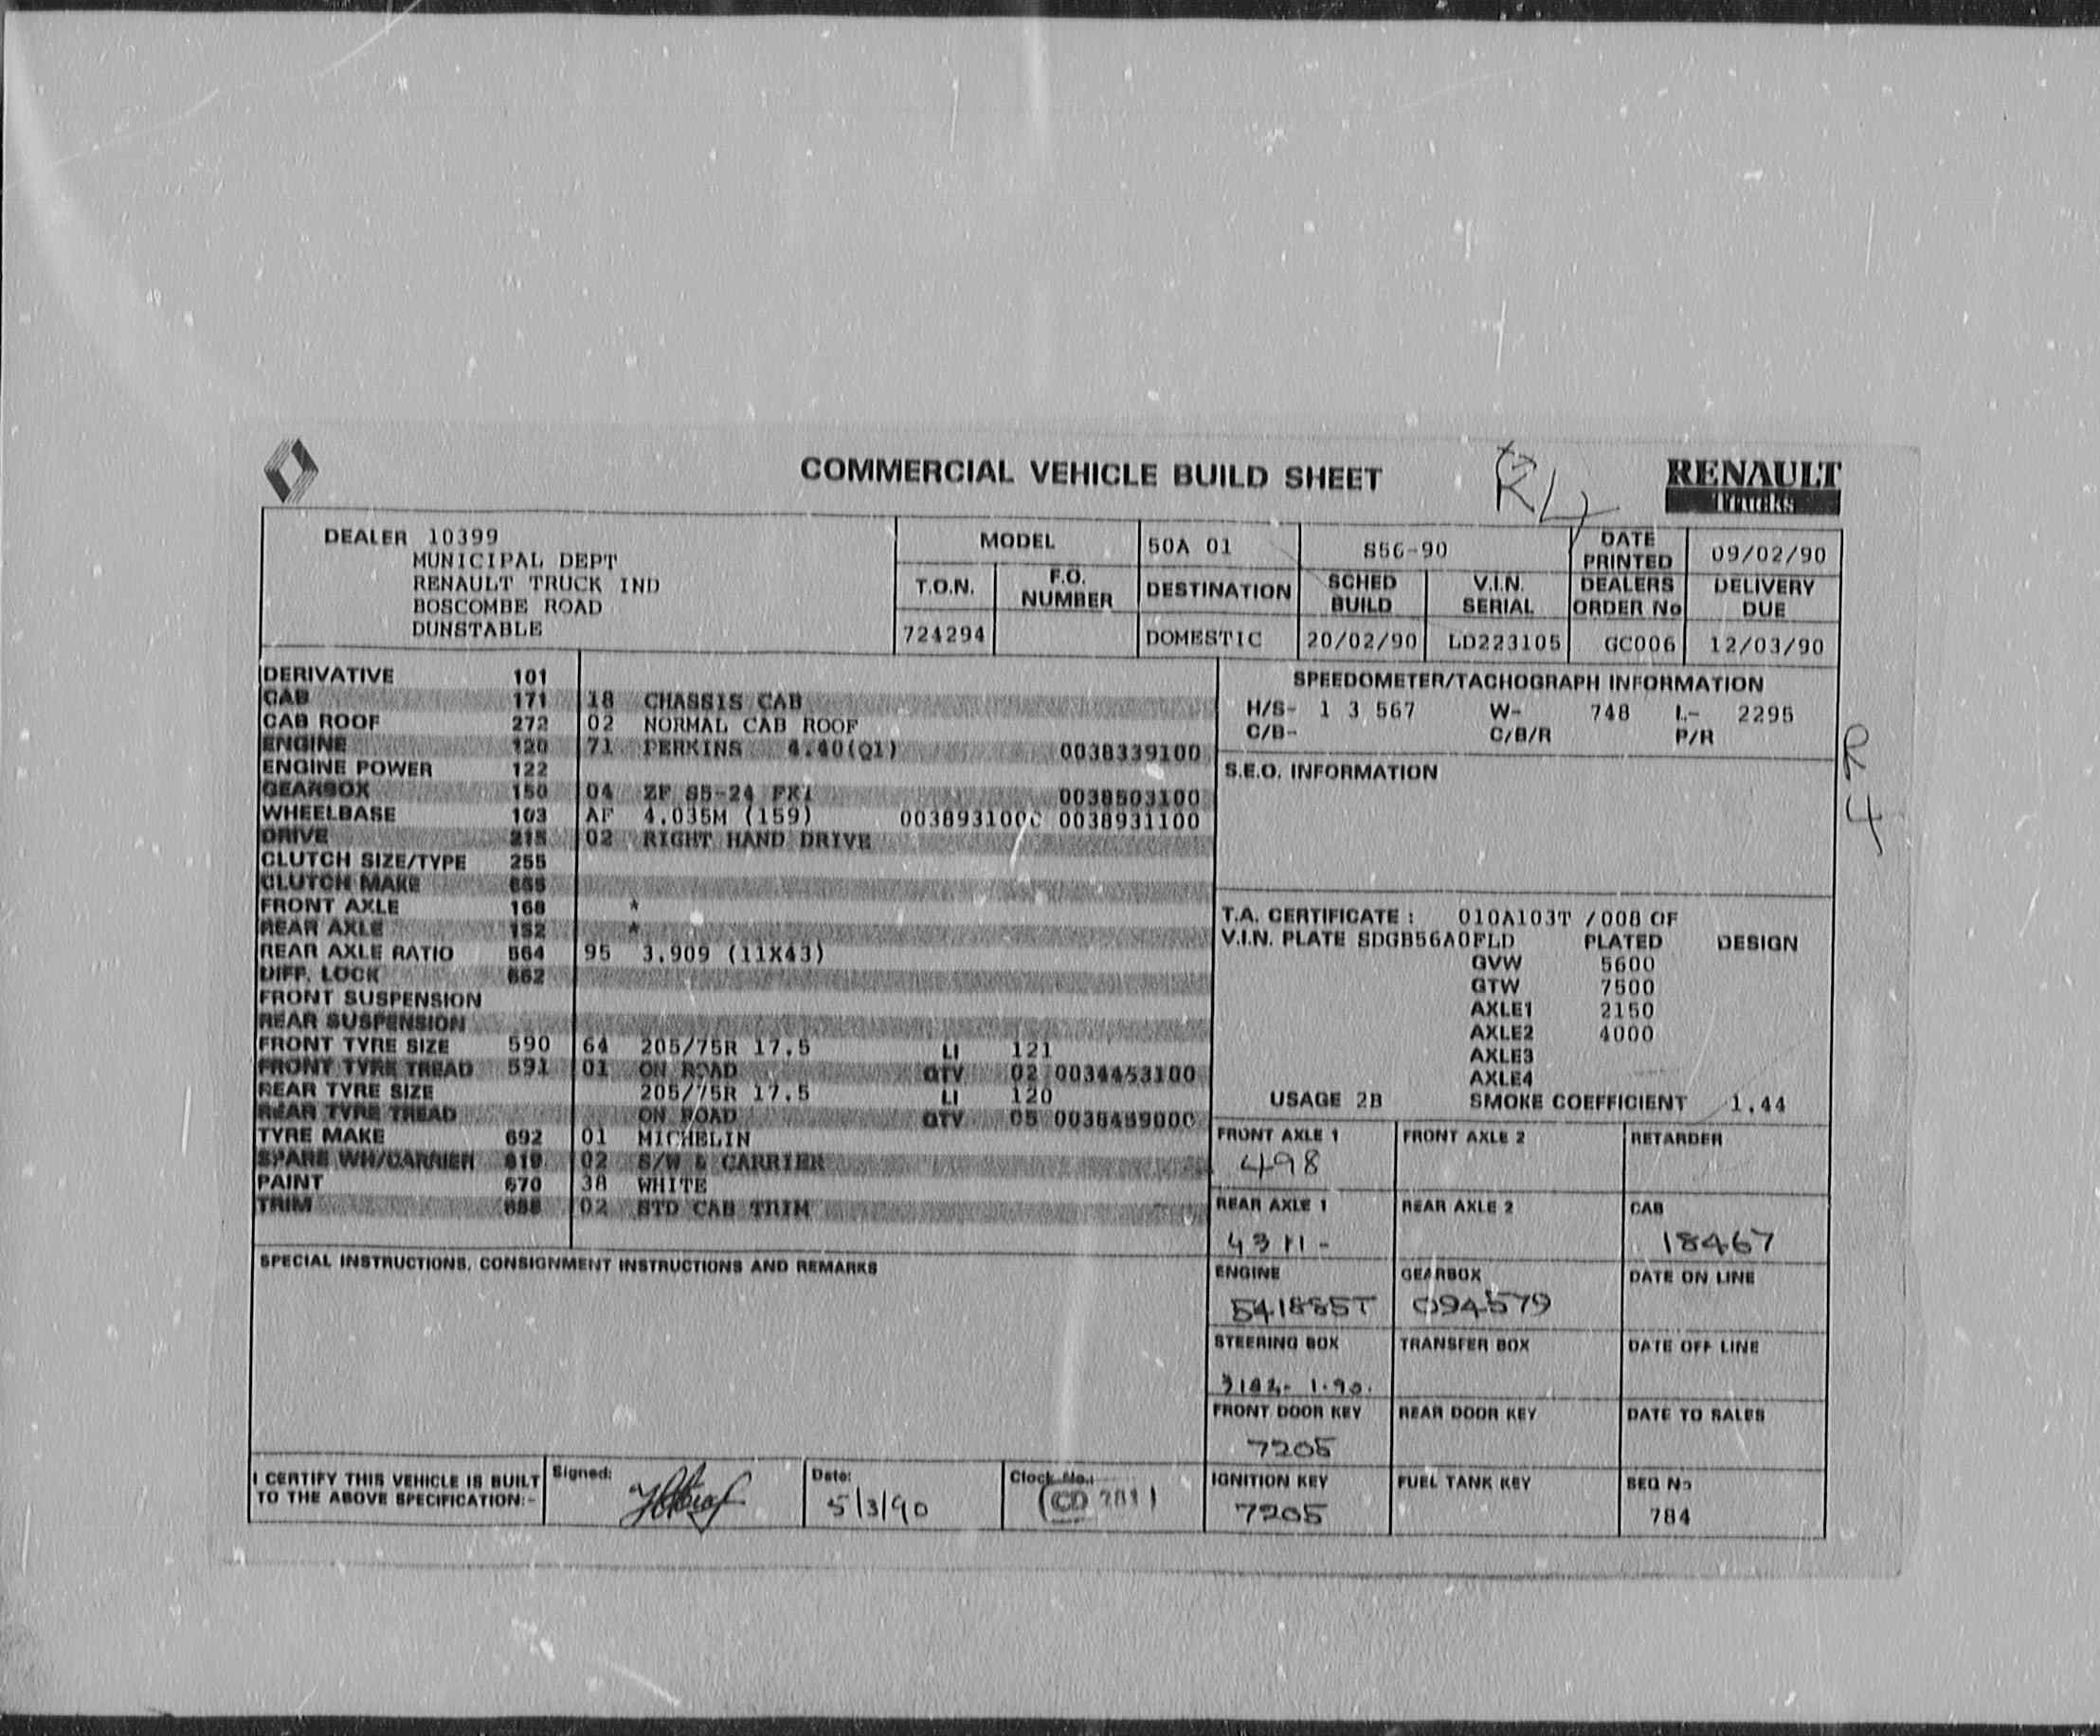 COMMERCIAL VEHICLE BUILD SHEET
R4
RENAULT
Trucks
DEALER 10399
MUNICIPAL DEPT
RENAULT TRUCK IND
BOSCOMBE ROAD
DUNSTABLE
MODEL 50A 01 S56-90 DATE PRINTED 09/02/90
T.O.N. F.O. NUMBER DESTINATION SCHED BUILD V.I.N. SERIAL DEALERS ORDER No DELIVERY DUE
724294 DOMESTIC 20/02/90 LD223105 GC006 12/03/90
DERIVATIVE 101
CAB 171 18 CHASSIS CAB
CAB ROOF 272 02 NORMAL CAB ROOF
ENGINE 120 71 PERKINS 4.40(Q1) 0038339100
ENGINE POWER 122
GEARBOX 150 04 ZF S5-24 0038503100
WHEELBASE 103 AF 4.035M (159) 003893100C 0038931100
DRIVE 215 02 RIGHT HAND DRIVE
CLUTCH SIZE/TYPE 255
CLUTCH MAKE
FRONT AXLE 168 *
REAR AXLE 152 *
REAR AXLE RATIO 564 95 3.909 (11X43)
DIFF. LOCK 662
FRONT SUSPENSION
REAR SUSPENSION
FRONT TYRE SIZE 590 64 205/75R 17.5 LI 121
FRONT TYRE TREAD 591 01 ON ROAD QTY 02 0034453100
REAR TYRE SIZE 205/75R 17.5 LI 120
REAR TYRE TREAD ON ROAD QTY 05 003845900C
TYRE MAKE 692 01 MICHELIN
SPARE WH/CARRIER 619 02 S/W & CARRIER
PAINT 670 38 WHITE
TRIM 688 02 STD CAB TRIM
SPECIAL INSTRUCTIONS, CONSIGNMENT INSTRUCTIONS AND REMARKS
SPEEDOMETER/TACHOGRAPH INFORMATION
H/S- 1 3 567 W- 748 L- 2295
C/B- C/B/R P/R
R4
S.E.O. INFORMATION
T.A. CERTIFICATE : 010A103T /008 OF
V.I.N. PLATE SDGB56A0FLD PLATED DESIGN
GVW 5600
GTW 7500
AXLE1 2150
AXLE2 4000
AXLE3
AXLE4
USAGE 2B SMOKE COEFFICIENT 1.44
FRONT AXLE 1 FRONT AXLE 2 RETARDER
498
REAR AXLE 1 REAR AXLE 2 CAB
4311- 18467
ENGINE GEARBOX DATE ON LINE
541885T 094579
STEERING BOX TRANSFER BOX DATE OFF LINE
1.90.
FRONT DOOR KEY REAR DOOR KEY DATE TO SALES
7205
IGNITION KEY FUEL TANK KEY SEQ No
7205 784
I CERTIFY THIS VEHICLE IS BUILT
TO THE ABOVE SPECIFICATION:-
Signed:
Date: 5/3/90
Clock No.: CD 781